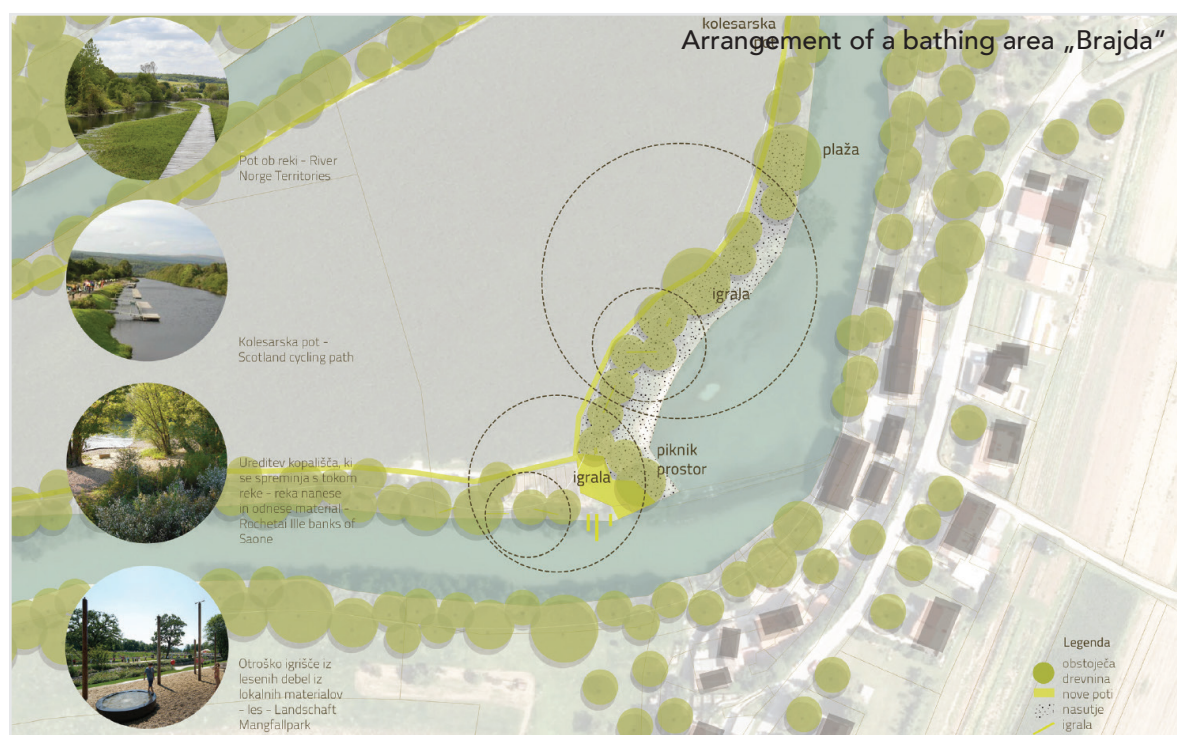 Arrangement of a bathing area „Brajda“
kolesarska
pot
plaža
igrala
piknik
prostor
igrala
Pot ob reki - River
Norge Territories
Kolesarska pot -
Scotland cycling path
Ureditev kopališča, ki
se spreminja s tokom
reke - reka nanese
in odnese material -
Rochetai Ille banks of
Saone
Otroško igrišče iz
lesenih debel iz
lokalnih materialov
- les - Landschaft
Mangfallpark
Legenda
obstoječa
drevnina
nove poti
nasutje
igrala